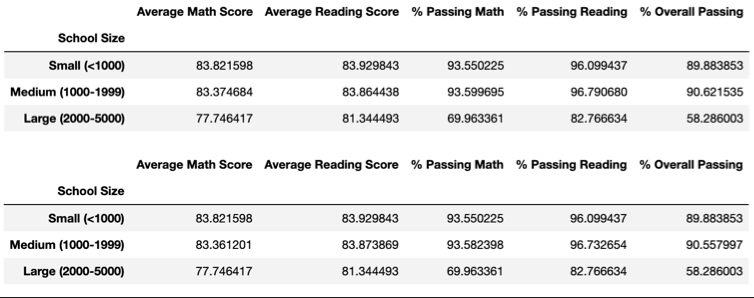 Average Math Score Average Reading Score % Passing Math % Passing Reading % Overall Passing
School Size
Small (<1000) 83.821598 83.929843 93.550225 96.099437 89.883853
Medium (1000-1999) 83.374684 83.864438 93.599695 96.790680 90.621535
Large (2000-5000) 77.746417 81.344493 69.963361 82.766634 58.286003
Average Math Score Average Reading Score % Passing Math % Passing Reading % Overall Passing
School Size
Small (<1000) 83.821598 83.929843 93.550225 96.099437 89.883853
Medium (1000-1999) 83.361201 83.873869 93.582398 96.732654 90.557997
Large (2000-5000) 77.746417 81.344493 69.963361 82.766634 58.286003